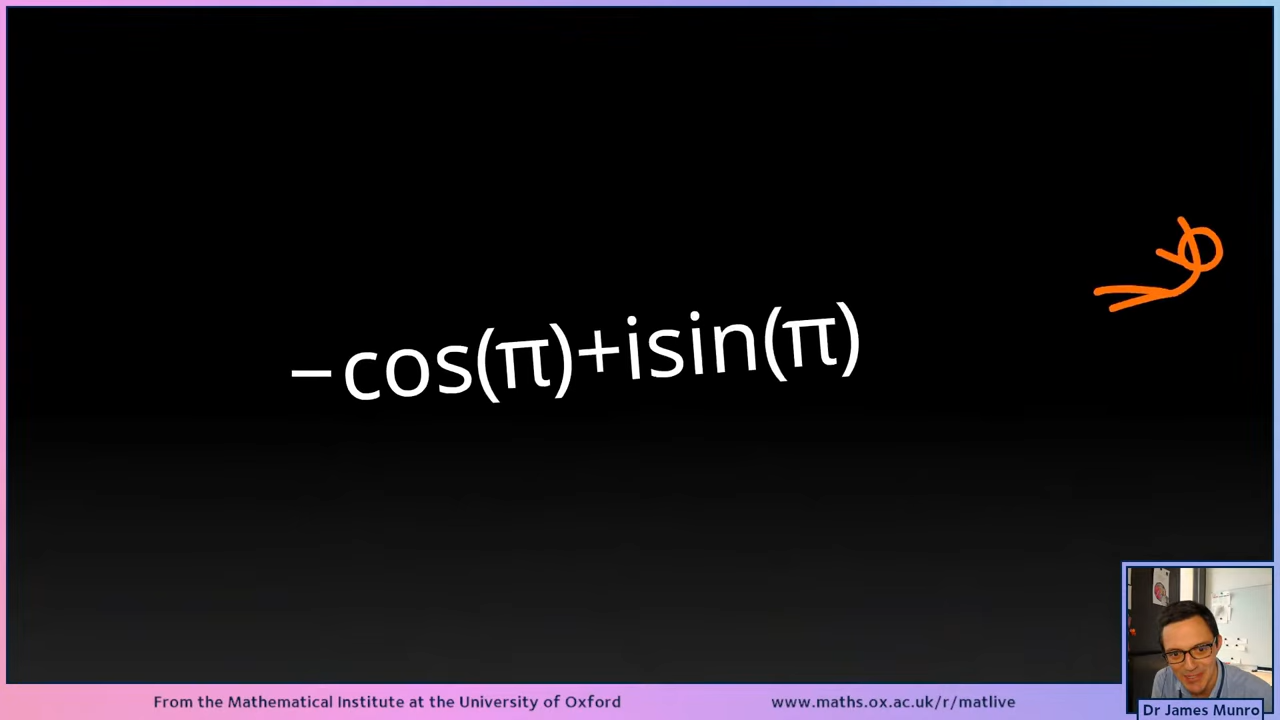 −cos(π)+isin(π)
From the Mathematical Institute at the University of Oxford
www.maths.ox.ac.uk/r/matlive
Dr James Munro